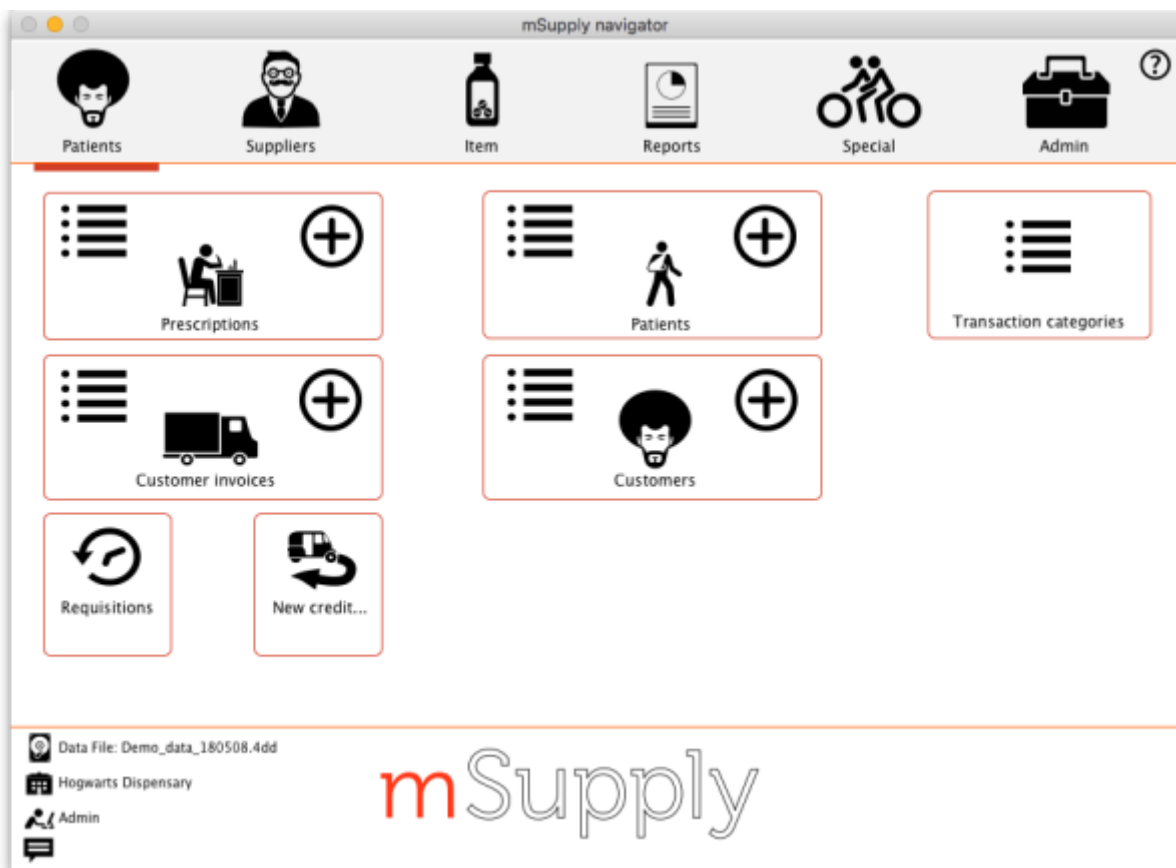 mSupply navigator
Patients Suppliers Item Reports Special Admin ?
Prescriptions Patients Transaction categories
Customer invoices Customers
Requisitions New credit...
Data File: Demo_data_180508.4dd
Hogwarts Dispensary
Admin
mSupply